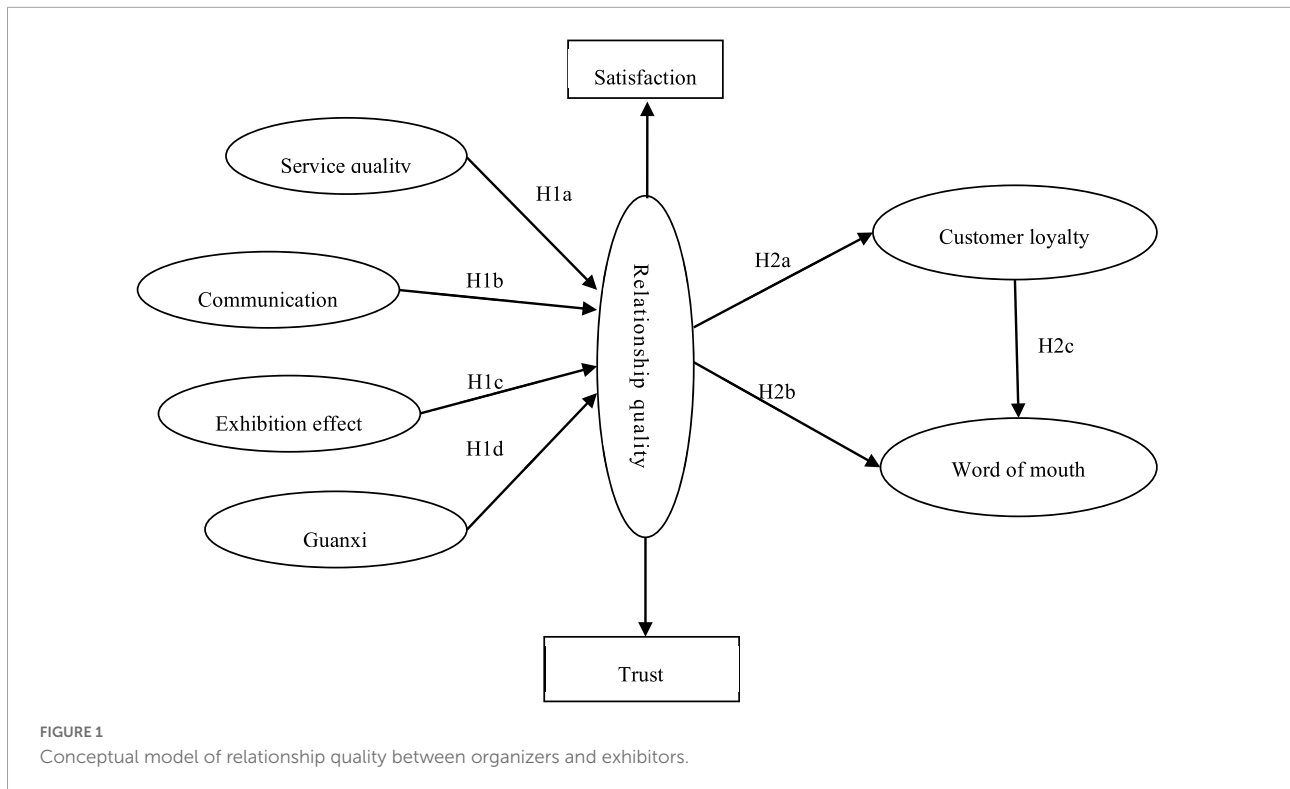 Satisfaction
Service quality
H1a
Customer loyalty
H2a
Communication
H1b
Relationship quality
H2c
H1c
Exhibition effect
H2b
H1d
Word of mouth
Guanxi
Trust
FIGURE 1
Conceptual model of relationship quality between organizers and exhibitors.